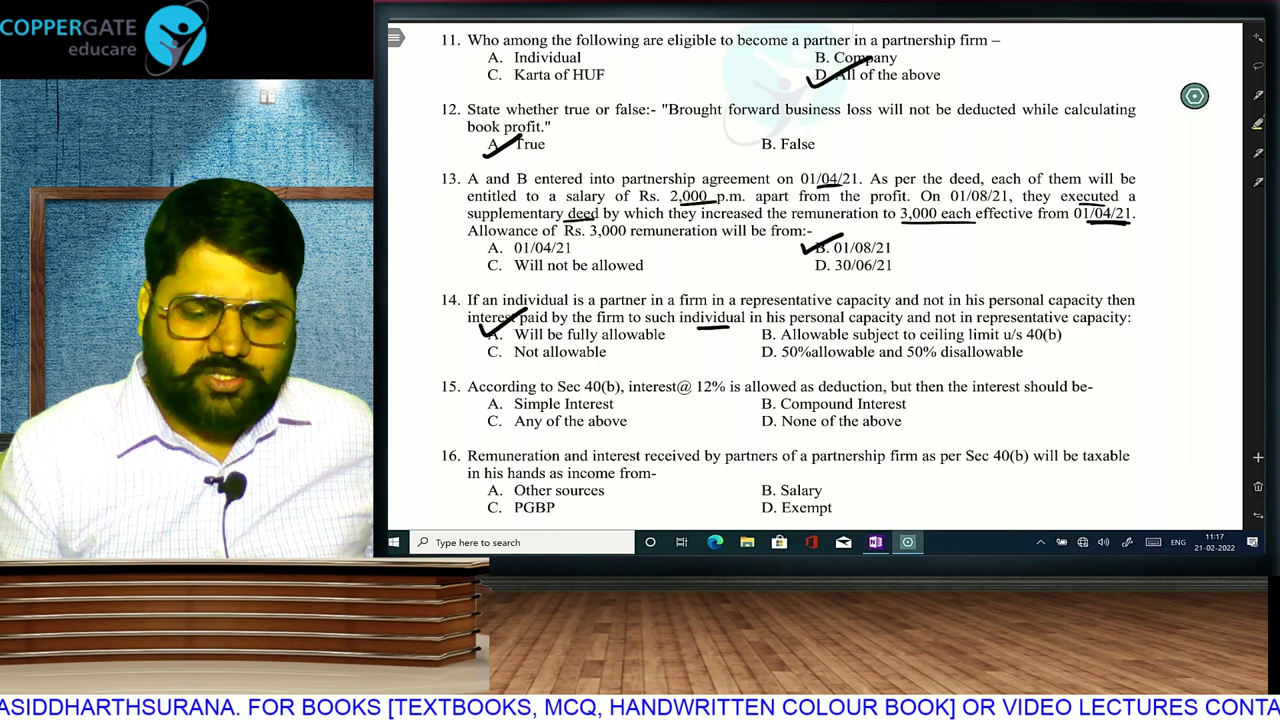 COPPERGATE
educare
11. Who among the following are eligible to become a partner in a partnership firm –
A. Individual B. Company
C. Karta of HUF D. All of the above
12. State whether true or false:- "Brought forward business loss will not be deducted while calculating
book profit."
A. True B. False
13. A and B entered into partnership agreement on 01/04/21. As per the deed, each of them will be
entitled to a salary of Rs. 2,000 p.m. apart from the profit. On 01/08/21, they executed a
supplementary deed by which they increased the remuneration to 3,000 each effective from 01/04/21.
Allowance of Rs. 3,000 remuneration will be from:-
A. 01/04/21 B. 01/08/21
C. Will not be allowed D. 30/06/21
14. If an individual is a partner in a firm in a representative capacity and not in his personal capacity then
interest paid by the firm to such individual in his personal capacity and not in representative capacity:
A. Will be fully allowable B. Allowable subject to ceiling limit u/s 40(b)
C. Not allowable D. 50%allowable and 50% disallowable
15. According to Sec 40(b), interest@ 12% is allowed as deduction, but then the interest should be-
A. Simple Interest B. Compound Interest
C. Any of the above D. None of the above
16. Remuneration and interest received by partners of a partnership firm as per Sec 40(b) will be taxable
in his hands as income from-
A. Other sources B. Salary
C. PGBP D. Exempt
Type here to search
ENG
11:17
21-02-2022
ASIDDHARTHSURANA. FOR BOOKS [TEXTBOOKS, MCQ, HANDWRITTEN COLOUR BOOK] OR VIDEO LECTURES CONTA